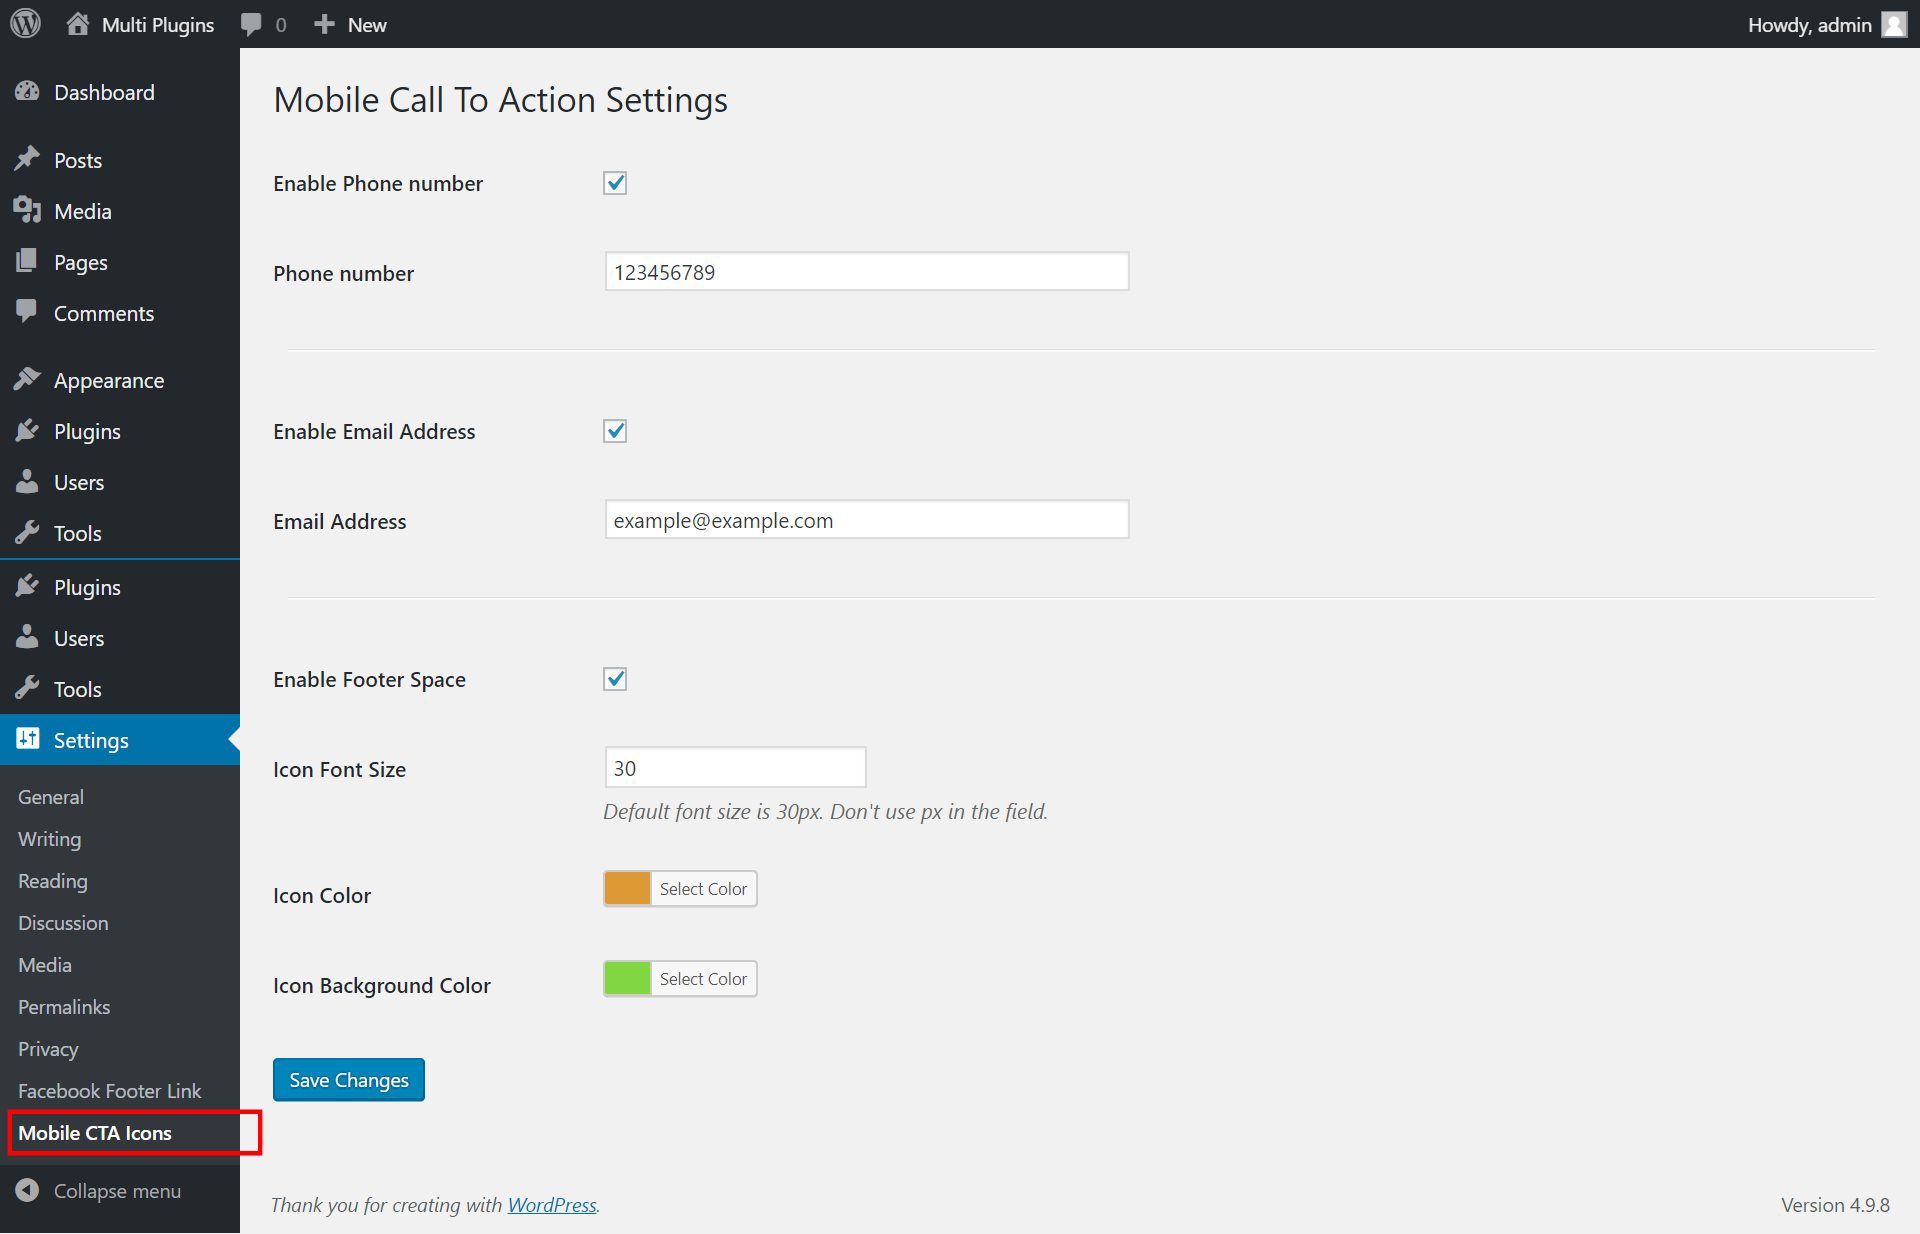 Multi Plugins 0 New Howdy, admin
Dashboard
Posts
Media
Pages
Comments
Appearance
Plugins
Users
Tools
Plugins
Users
Tools
Settings
General
Writing
Reading
Discussion
Media
Permalinks
Privacy
Facebook Footer Link
Mobile CTA Icons
Collapse menu
Mobile Call To Action Settings
Enable Phone number
Phone number 123456789
Enable Email Address
Email Address example@example.com
Enable Footer Space
Icon Font Size 30
Default font size is 30px. Don't use px in the field.
Icon Color Select Color
Icon Background Color Select Color
Save Changes
Thank you for creating with WordPress. Version 4.9.8